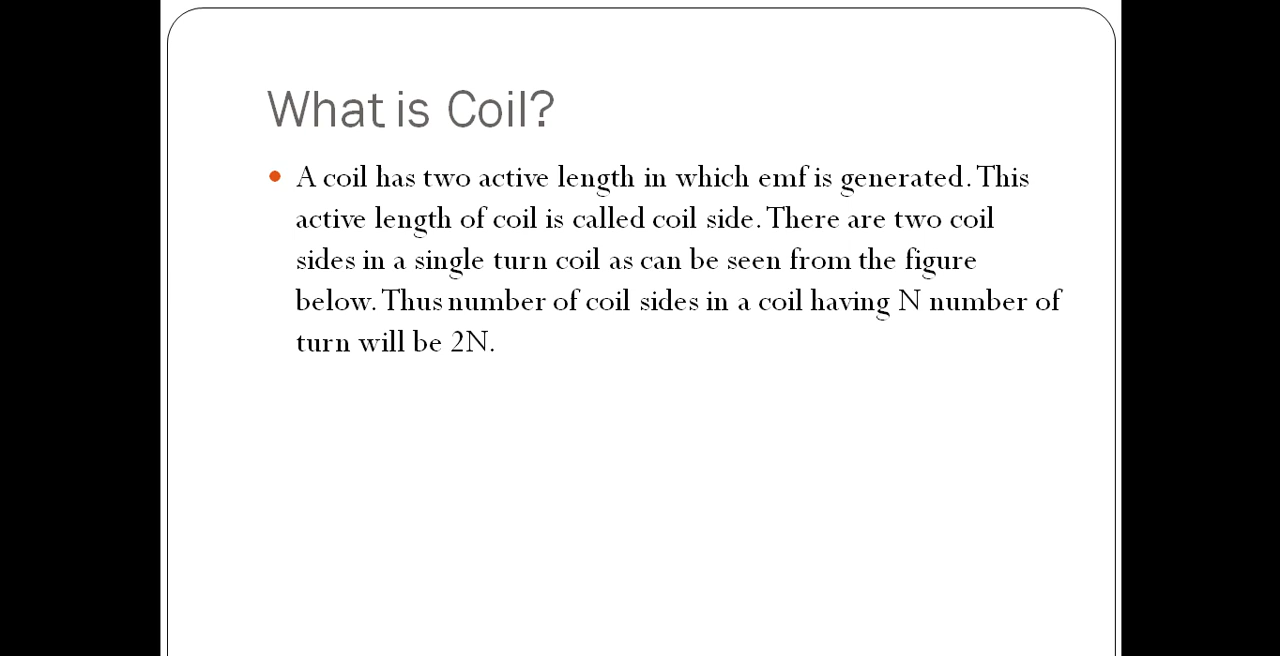 What is Coil?
A coil has two active length in which emf is generated. This
active length of coil is called coil side. There are two coil
sides in a single turn coil as can be seen from the figure
below. Thus number of coil sides in a coil having N number of
turn will be 2N.